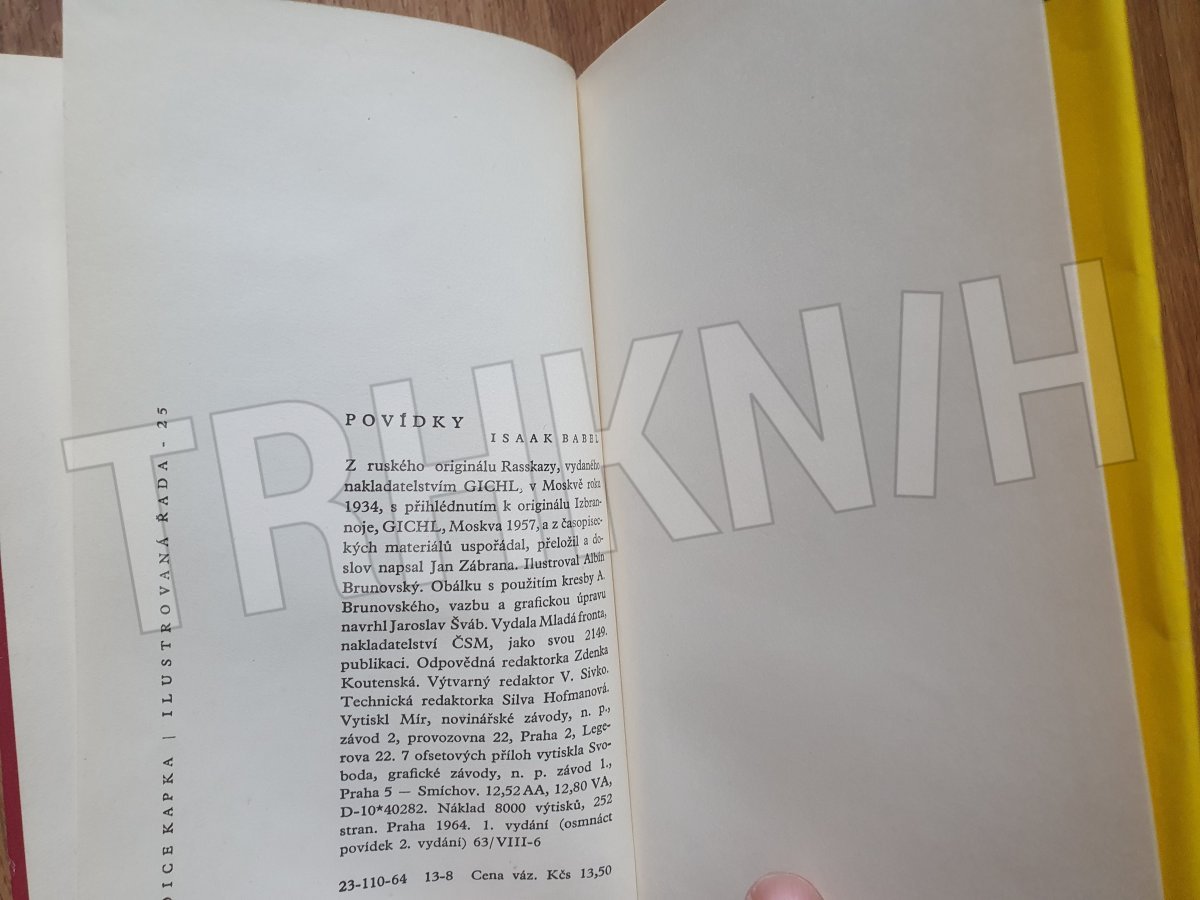 POVÍDKY
ISAAK BABEL
Z ruského originálu Rasskazy, vydaného
nakladatelstvím GICHL, v Moskvě roku
1934, s přihlédnutím k originálu Izbran-
noje, GICHL, Moskva 1957, a z časopisec-
kých materiálů uspořádal, přeložil a do-
slov napsal Jan Zábrana. Ilustroval Albín
Brunovský. Obálku s použitím kresby A.
Brunovského, vazbu a grafickou úpravu
navrhl Jaroslav Šváb. Vydala Mladá fronta,
nakladatelství ČSM, jako svou 2149.
publikaci. Odpovědná redaktorka Zdenka
Koutenská. Výtvarný redaktor V. Sivko.
Technická redaktorka Silva Hofmanová.
Vytiskl Mír, novinářské závody, n. p.,
závod 2, provozovna 22, Praha 2, Lege-
rova 22. 7 ofsetových příloh vytiskla Svo-
boda, grafické závody, n. p. závod 1.,
Praha 5 — Smíchov. 12,52 AA, 12,80 VA,
D-10*40282. Náklad 8000 výtisků, 252
stran. Praha 1964. 1. vydání (osmnáct
povídek 2. vydání) 63/VIII-6
23-110-64 13-8 Cena váz. Kčs 13,50
DICE KAPKA | ILUSTROVANÁ ŘADA - 25
TRHKNIH